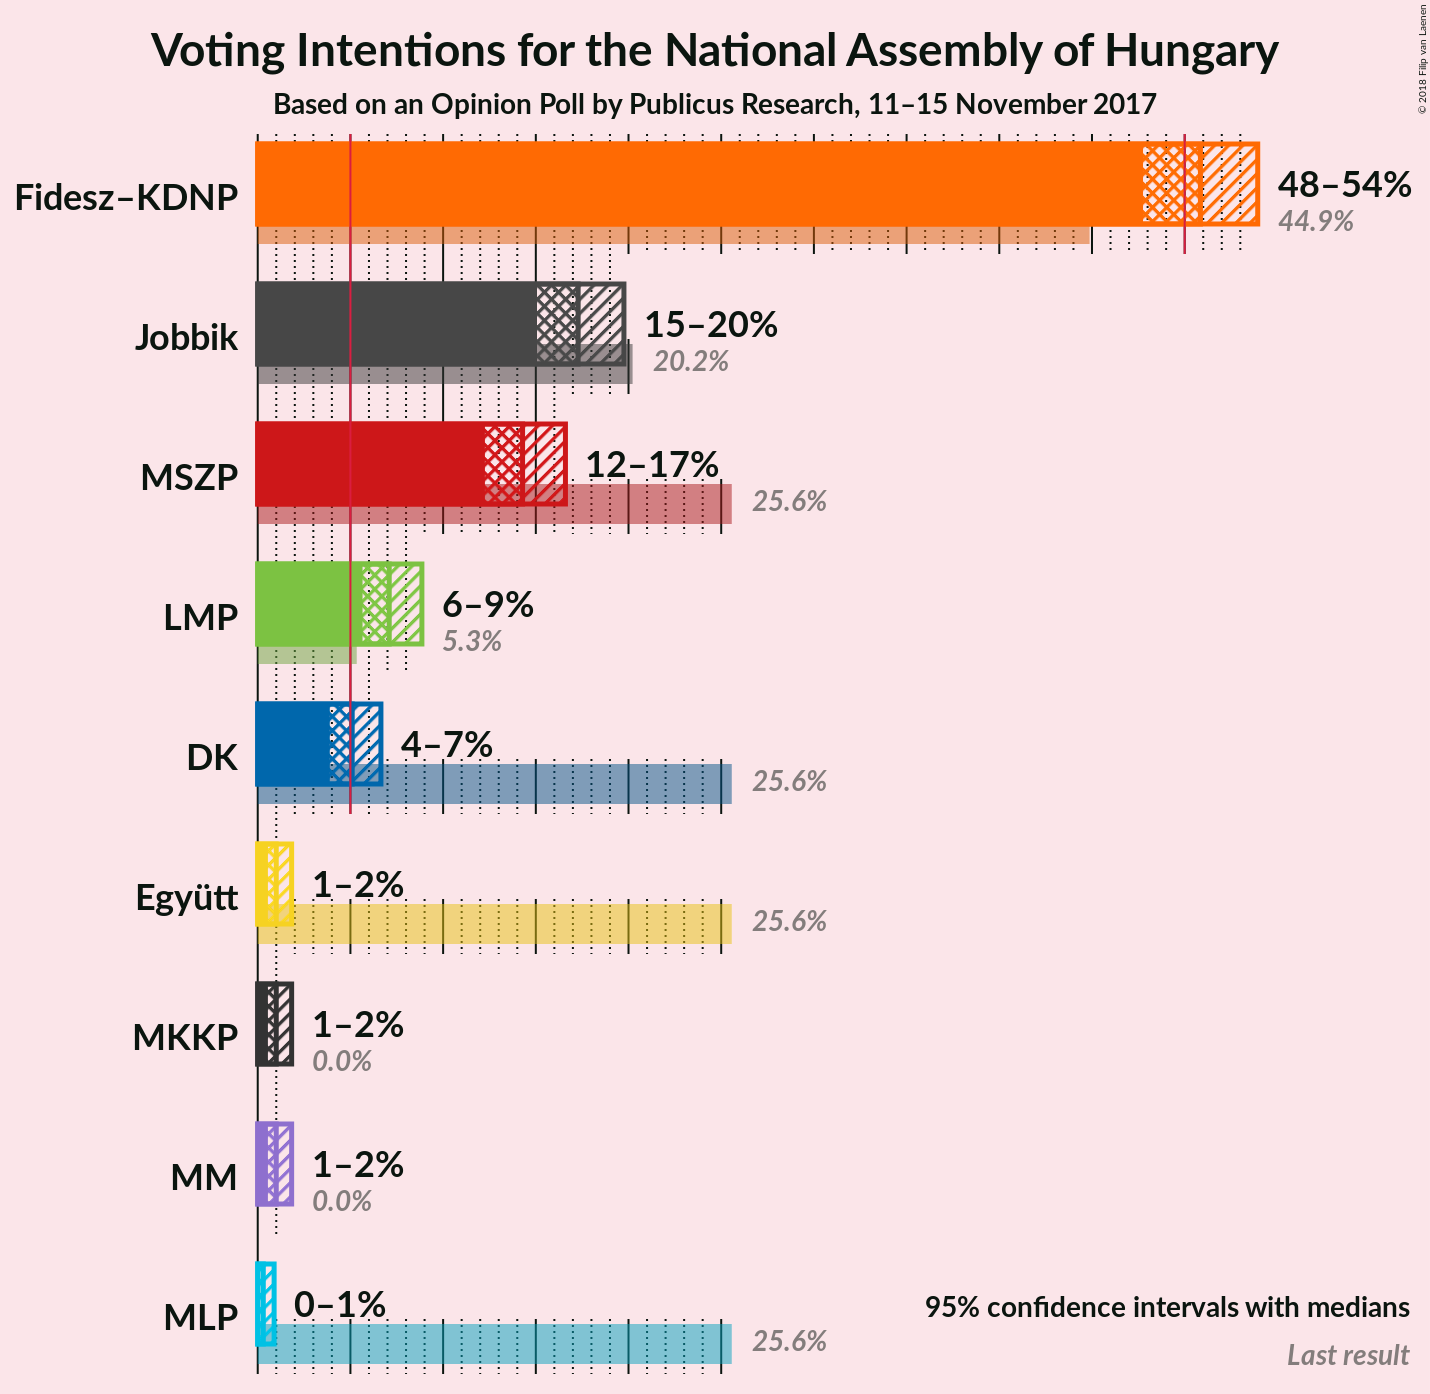 Voting Intentions for the National Assembly of Hungary
Based on an Opinion Poll by Publicus Research, 11–15 November 2017
© 2018 Filip van Laenen
Fidesz–KDNP
48–54%
44.9%
Jobbik
15–20%
20.2%
MSZP
12–17%
25.6%
LMP
6–9%
5.3%
DK
4–7%
25.6%
Együtt
1–2%
25.6%
MKKP
1–2%
0.0%
MM
1–2%
0.0%
MLP
0–1%
25.6%
95% confidence intervals with medians
Last result